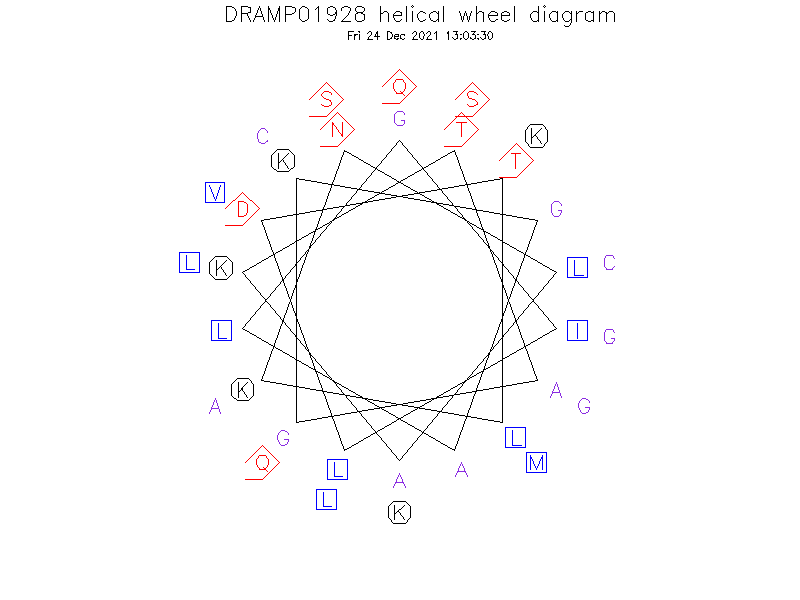 DRAMP01928 helical wheel diagram
Fri 24 Dec 2021 13:03:30
Q
S S
G
N T
C K
K T
V
D G
L K L C
L I G
K A
A G
G L
Q L A M
A
L
K